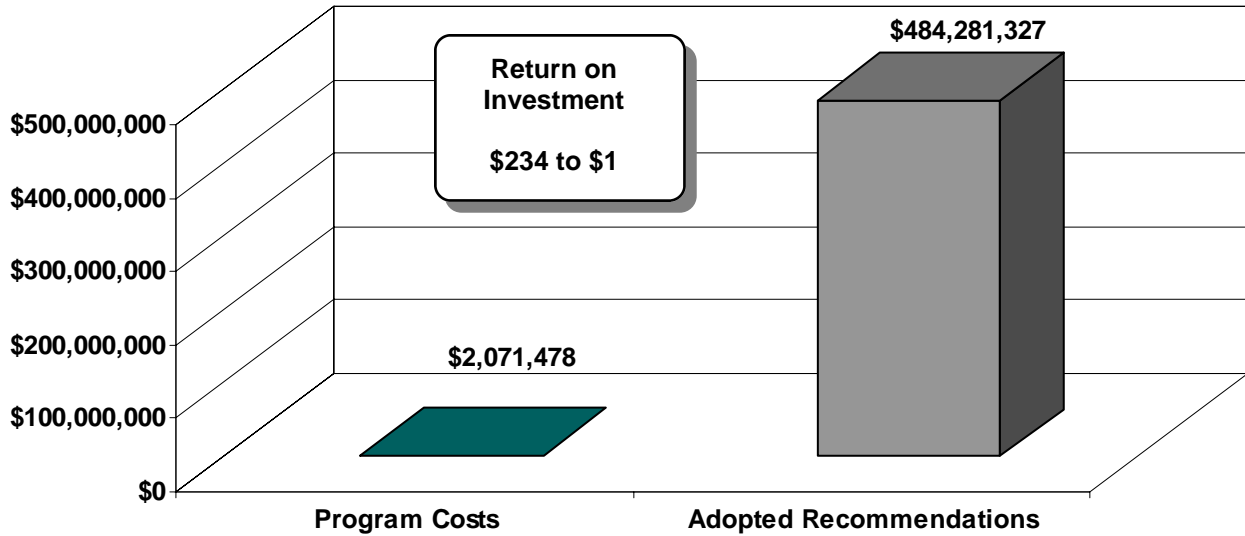 $484,281,327
Return on
Investment
$234 to $1
$500,000,000
$400,000,000
$300,000,000
$200,000,000
$100,000,000
$0
$2,071,478
Program Costs
Adopted Recommendations